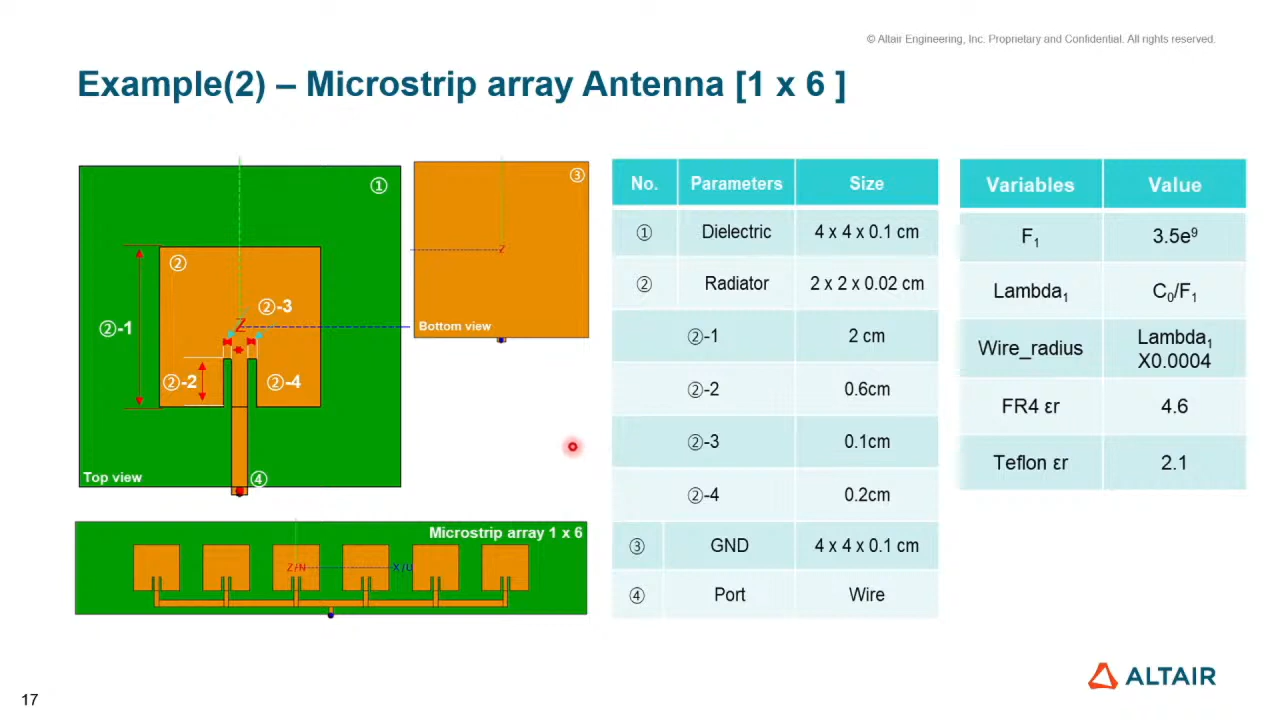 © Altair Engineering, Inc. Proprietary and Confidential. All rights reserved.
Example(2) – Microstrip array Antenna [1 x 6 ]
①
②
②-3
②-1
②-2
②-4
Z
④
Top view
③
Z
Bottom view
Microstrip array 1 x 6
Z/N
X/U
No. Parameters Size
① Dielectric 4 x 4 x 0.1 cm
② Radiator 2 x 2 x 0.02 cm
②-1 2 cm
②-2 0.6cm
②-3 0.1cm
②-4 0.2cm
③ GND 4 x 4 x 0.1 cm
④ Port Wire
Variables Value
F₁ 3.5e⁹
Lambda₁ C₀/F₁
Wire_radius Lambda₁
X0.0004
FR4 εr 4.6
Teflon εr 2.1
17
ALTAIR